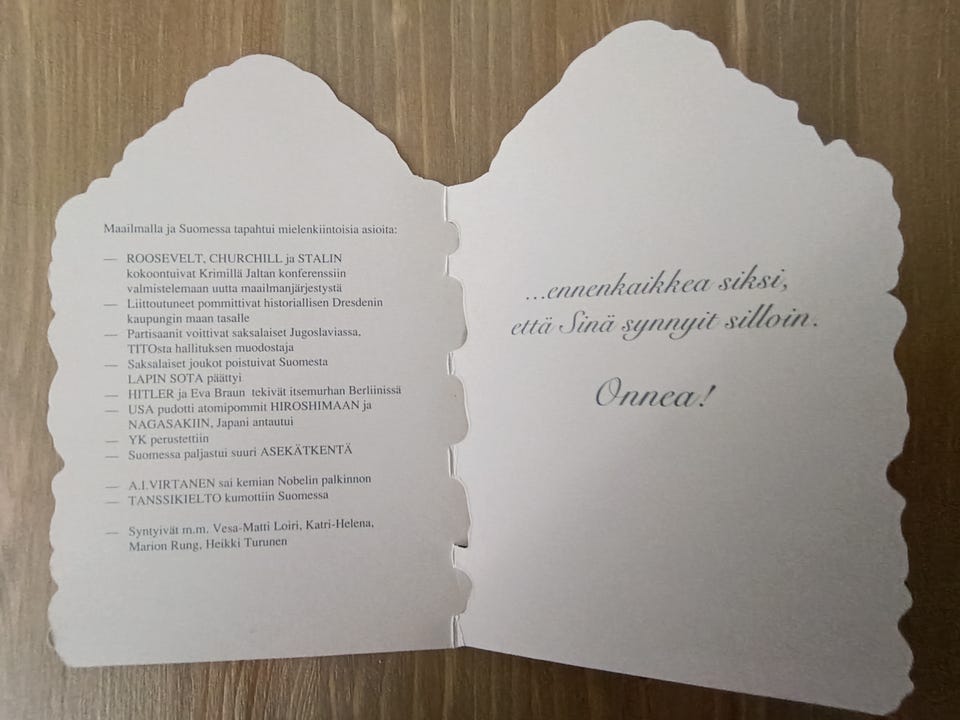 Maailmalla ja Suomessa tapahtui mielenkiintoisia asioita:
— ROOSEVELT, CHURCHILL ja STALIN
kokoontuivat Krimillä Jaltan konferenssiin
valmistelemaan uutta maailmanjärjestystä
— Liittoutuneet pommittivat historiallisen Dresdenin
kaupungin maan tasalle
— Partisaanit voittivat saksalaiset Jugoslaviassa,
TITOsta hallituksen muodostaja
— Saksalaiset joukot poistuivat Suomesta
LAPIN SOTA päättyi
— HITLER ja Eva Braun tekivät itsemurhan Berliinissä
— USA pudotti atomipommit HIROSHIMAAN ja
NAGASAKIIN, Japani antautui
— YK perustettiin
— Suomessa paljastui suuri ASEKÄTKENTÄ
— A.I.VIRTANEN sai kemian Nobelin palkinnon
— TANSSIKIELTO kumottiin Suomessa
— Syntyivät m.m. Vesa-Matti Loiri, Katri-Helena,
Marion Rung, Heikki Turunen
...ennenkaikkea siksi,
että Sinä synnyit silloin.
Onnea!